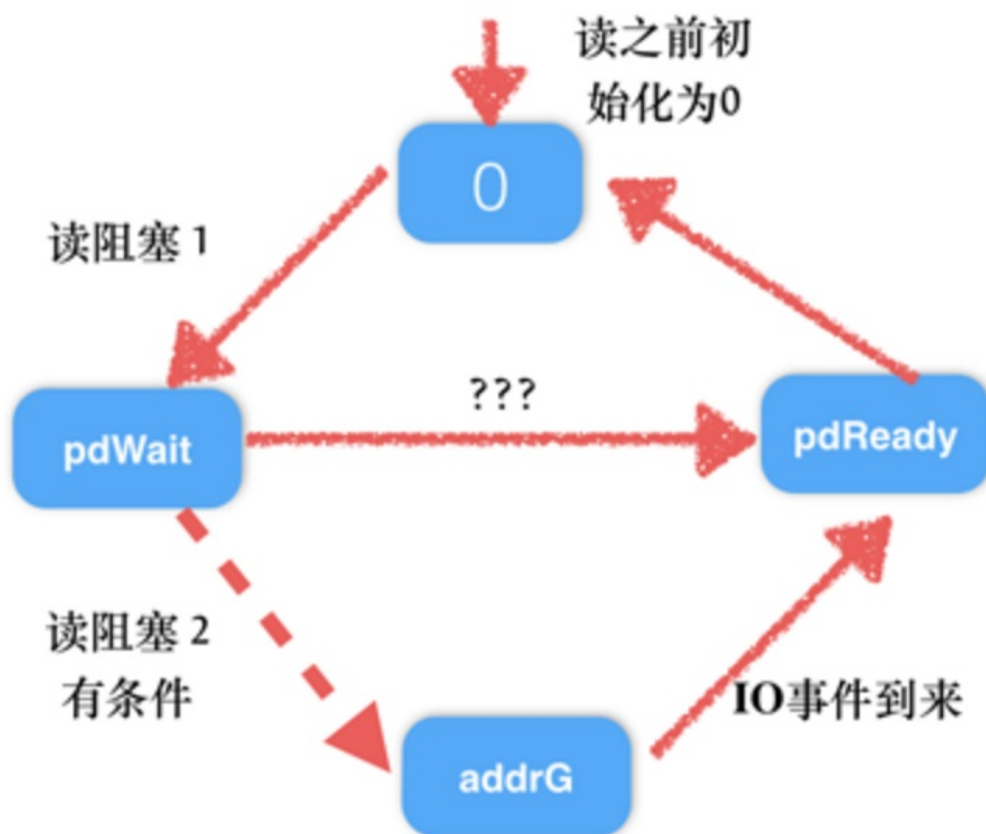 读之前初
始化为0
0
读阻塞 1
???
pdWait
pdReady
读阻塞 2
有条件
IO事件到来
addrG